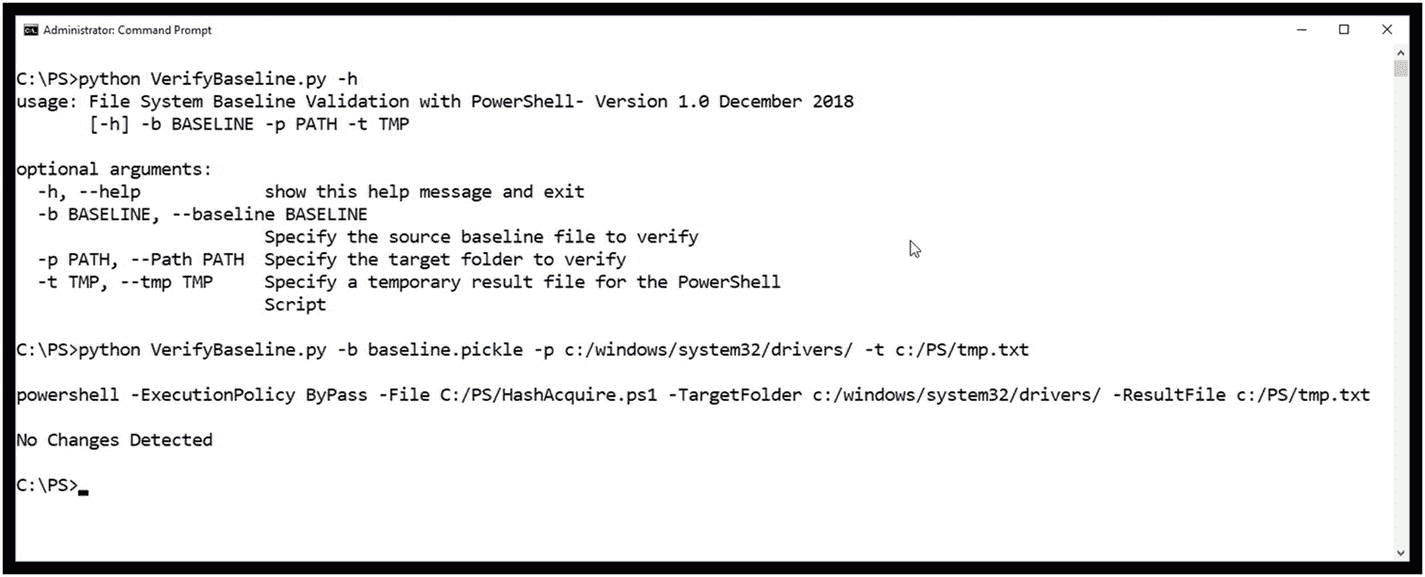 Administrator: Command Prompt
C:\PS>python VerifyBaseline.py -h
usage: File System Baseline Validation with PowerShell- Version 1.0 December 2018
       [-h] -b BASELINE -p PATH -t TMP
optional arguments:
  -h, --help            show this help message and exit
  -b BASELINE, --baseline BASELINE
                        Specify the source baseline file to verify
  -p PATH, --Path PATH  Specify the target folder to verify
  -t TMP, --tmp TMP     Specify a temporary result file for the PowerShell
                        Script
C:\PS>python VerifyBaseline.py -b baseline.pickle -p c:/windows/system32/drivers/ -t c:/PS/tmp.txt
powershell -ExecutionPolicy ByPass -File C:/PS/HashAcquire.ps1 -TargetFolder c:/windows/system32/drivers/ -ResultFile c:/PS/tmp.txt
No Changes Detected
C:\PS>